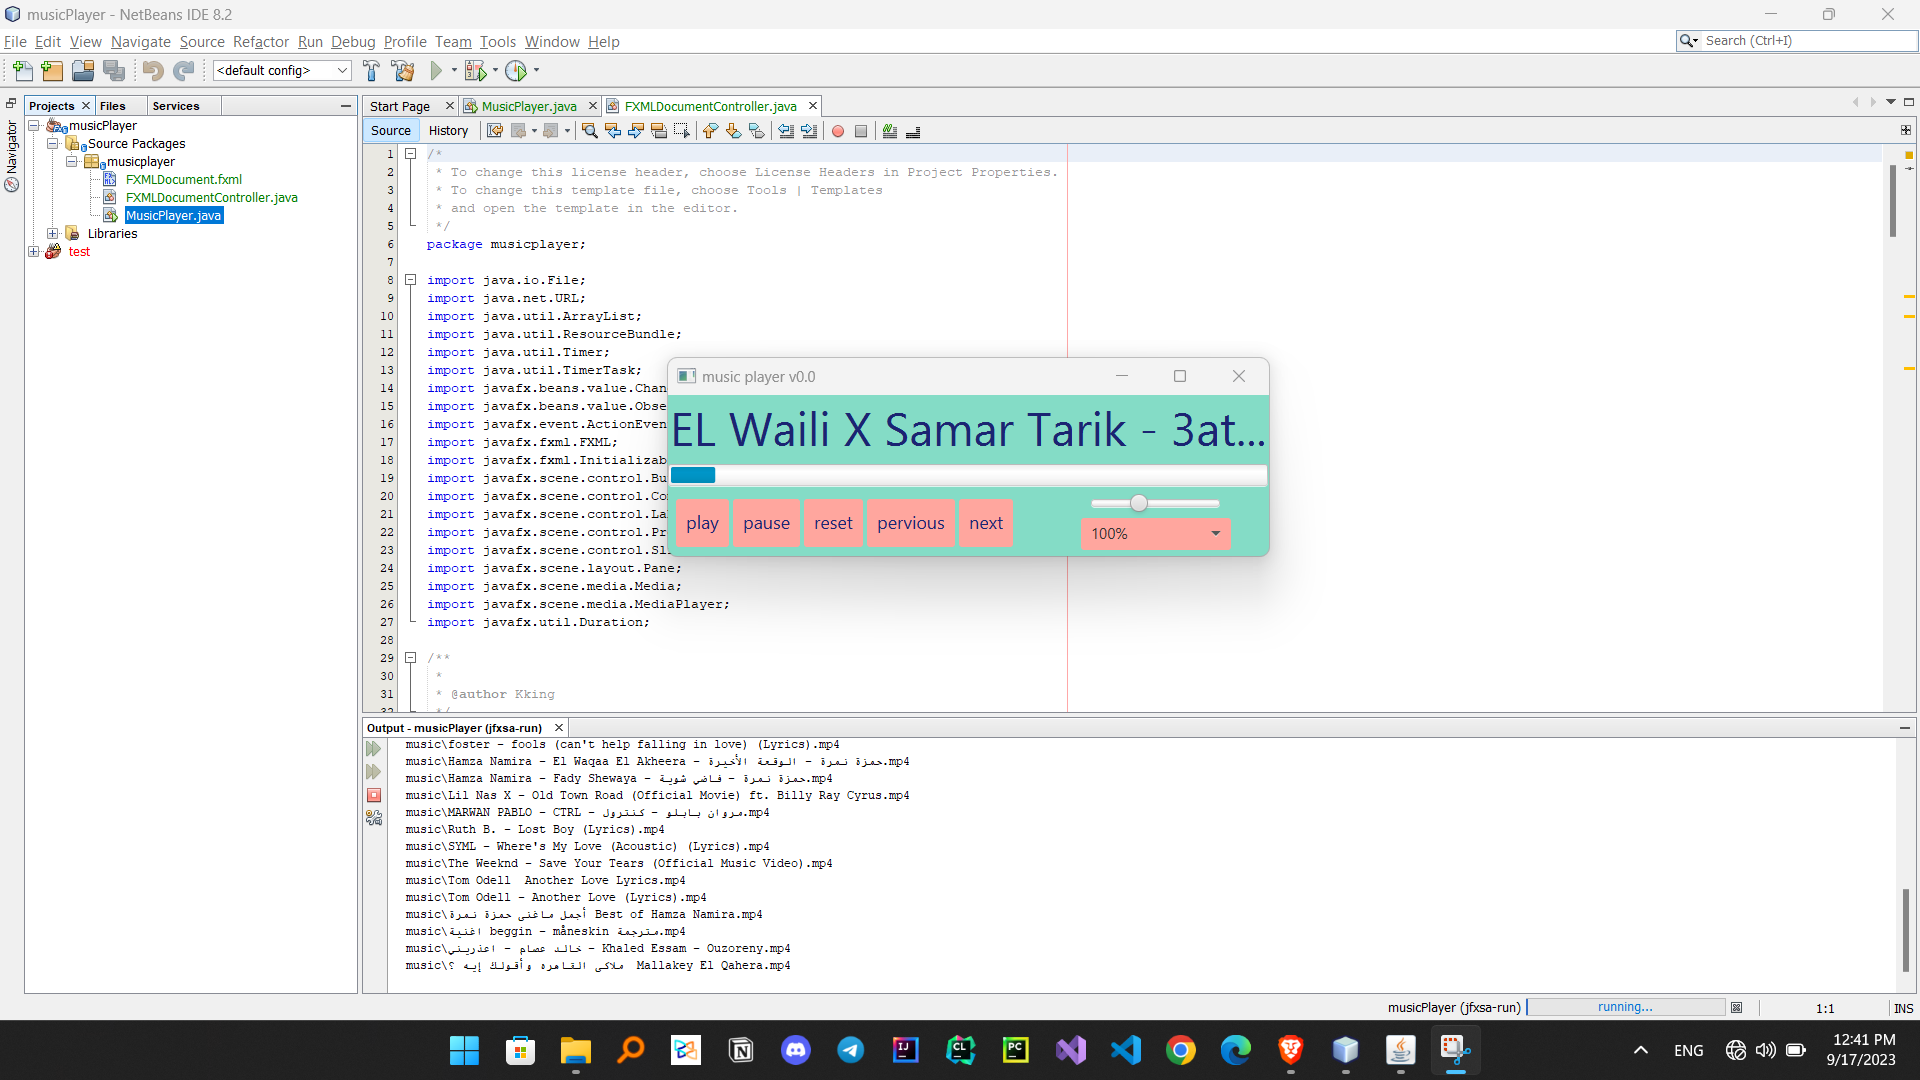 musicPlayer - NetBeans IDE 8.2
File Edit View Navigate Source Refactor Run Debug Profile Team Tools Window Help
Search (Ctrl+I)
<default config>
Projects Files Services
Navigator
musicPlayer
Source Packages
musicplayer
FXMLDocument.fxml
FXMLDocumentController.java
MusicPlayer.java
Libraries
test
Start Page MusicPlayer.java FXMLDocumentController.java
Source History
1 /*
2 * To change this license header, choose License Headers in Project Properties.
3 * To change this template file, choose Tools | Templates
4 * and open the template in the editor.
5 */
6 package musicplayer;
7
8 import java.io.File;
9 import java.net.URL;
10 import java.util.ArrayList;
11 import java.util.ResourceBundle;
12 import java.util.Timer;
13 import java.util.TimerTask;
14 import javafx.beans.value.Chan
15 import javafx.beans.value.Obse
16 import javafx.event.ActionEven
17 import javafx.fxml.FXML;
18 import javafx.fxml.Initializab
19 import javafx.scene.control.Bu
20 import javafx.scene.control.Co
21 import javafx.scene.control.La
22 import javafx.scene.control.Pr
23 import javafx.scene.control.Sl
24 import javafx.scene.layout.Pane;
25 import javafx.scene.media.Media;
26 import javafx.scene.media.MediaPlayer;
27 import javafx.util.Duration;
28
29 /**
30 *
31 * @author Kking
32 */
music player v0.0
EL Waili X Samar Tarik - 3at...
play pause reset pervious next
100%
Output - musicPlayer (jfxsa-run)
music\foster - fools (can't help falling in love) (Lyrics).mp4
music\Hamza Namira - El Waqaa El Akheera - حمزة نمرة - الوقعة الأخيرة.mp4
music\Hamza Namira - Fady Shewaya - حمزة نمرة - فاضي شوية.mp4
music\Lil Nas X - Old Town Road (Official Movie) ft. Billy Ray Cyrus.mp4
music\MARWAN PABLO - CTRL - مروان بابلو - كنترول.mp4
music\Ruth B. - Lost Boy (Lyrics).mp4
music\SYML - Where's My Love (Acoustic) (Lyrics).mp4
music\The Weeknd - Save Your Tears (Official Music Video).mp4
music\Tom Odell  Another Love Lyrics.mp4
music\Tom Odell - Another Love (Lyrics).mp4
music\أجمل ماغنى حمزة نمرة Best of Hamza Namira.mp4
music\اغنية beggin - måneskin مترجمة.mp4
music\خالد عصام - اعذريني - Khaled Essam - Ouzoreny.mp4
music\ملاكى القاهره وأقولك إيه ؟  Mallakey El Qahera.mp4
musicPlayer (jfxsa-run) running... 1:1 INS
ENG
12:41 PM
9/17/2023